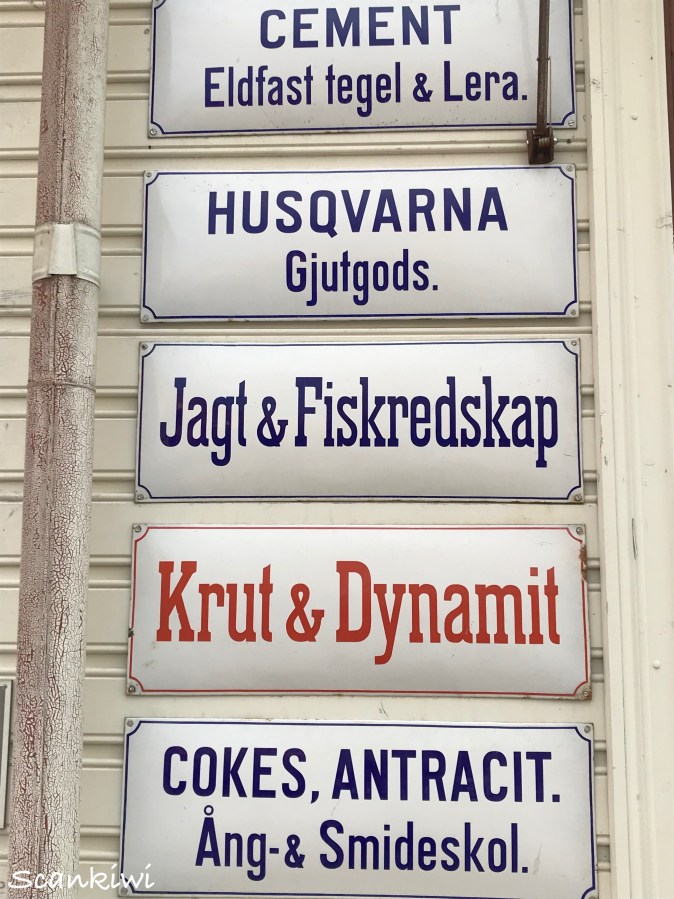 CEMENT
Eldfast tegel & Lera.
HUSQVARNA
Gjutgods.
Jagt & Fiskredskap
Krut & Dynamit
COKES, ANTRACIT.
Ång- & Smideskol.
Scankiwi